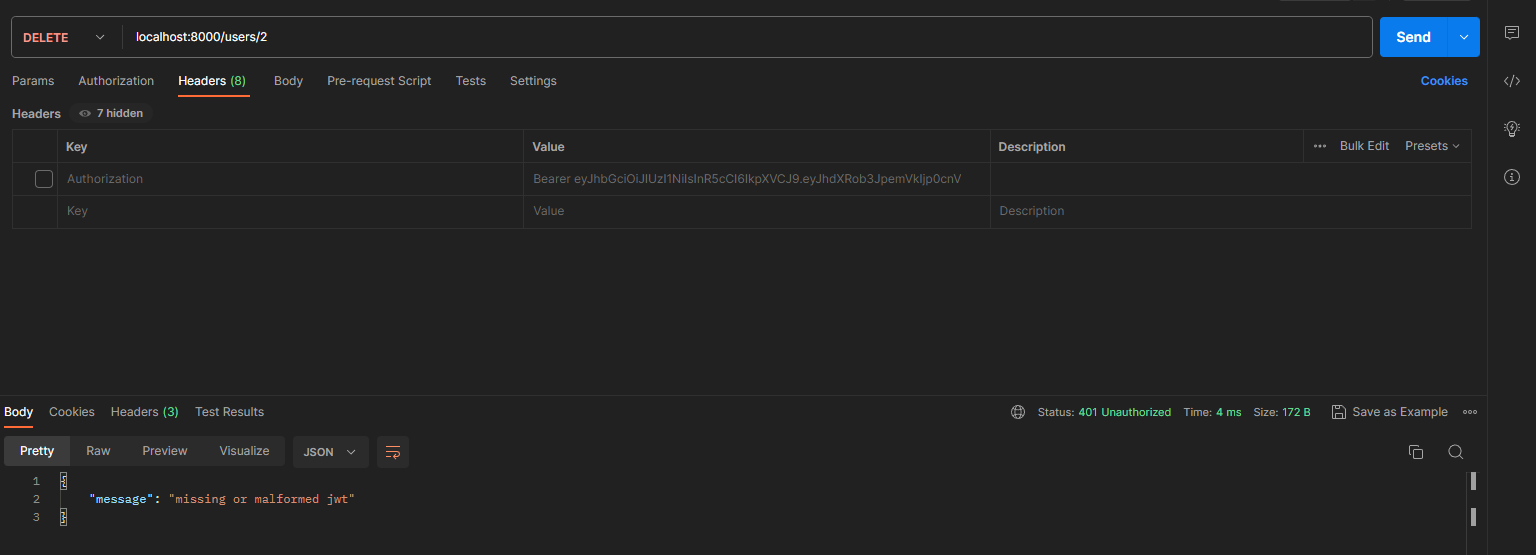 DELETE localhost:8000/users/2 Send
Params Authorization Headers (8) Body Pre-request Script Tests Settings Cookies
Headers 7 hidden
Key Value Description Bulk Edit Presets
Authorization Bearer eyJhbGciOiJIUzI1NiIsInR5cCI6IkpXVCJ9.eyJhdXRob3JpemVkIjp0cnV
Key Value Description
Body Cookies Headers (3) Test Results Status: 401 Unauthorized Time: 4 ms Size: 172 B Save as Example
Pretty Raw Preview Visualize JSON
1 {
2 "message": "missing or malformed jwt"
3 }